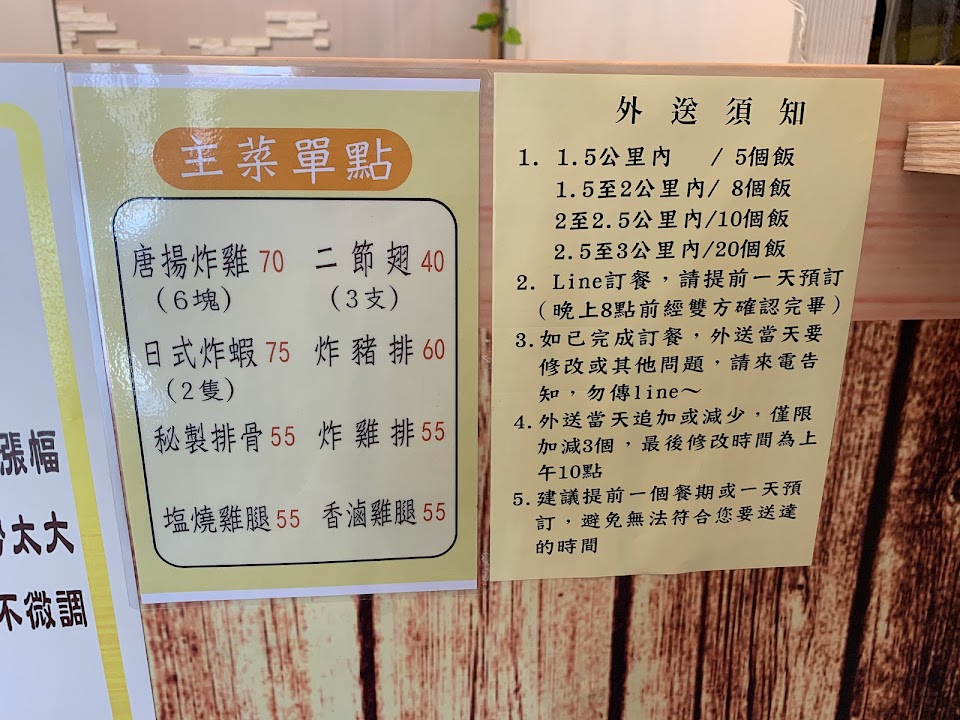 主菜單點
唐揚炸雞 70 二節翅 40
(6塊) (3支)
日式炸蝦 75 炸豬排 60
(2隻)
秘製排骨 55 炸雞排 55
塩燒雞腿 55 香滷雞腿 55
外送須知
1. 1.5公里內 / 5個飯
1.5至2公里內/ 8個飯
2至2.5公里內/10個飯
2.5至3公里內/20個飯
2. Line訂餐，請提前一天預訂
(晚上8點前經雙方確認完畢)
3. 如已完成訂餐，外送當天要
修改或其他問題，請來電告
知，勿傳line～
4. 外送當天追加或減少，僅限
加減3個，最後修改時間為上
午10點
5. 建議提前一個餐期或一天預
訂，避免無法符合您要送達
的時間
漲幅
太大
不微調